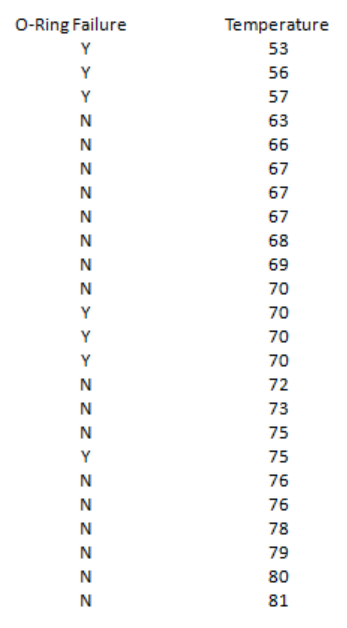 O-Ring Failure Temperature
Y 53
Y 56
Y 57
N 63
N 66
N 67
N 67
N 67
N 68
N 69
N 70
Y 70
Y 70
Y 70
N 72
N 73
N 75
Y 75
N 76
N 76
N 78
N 79
N 80
N 81